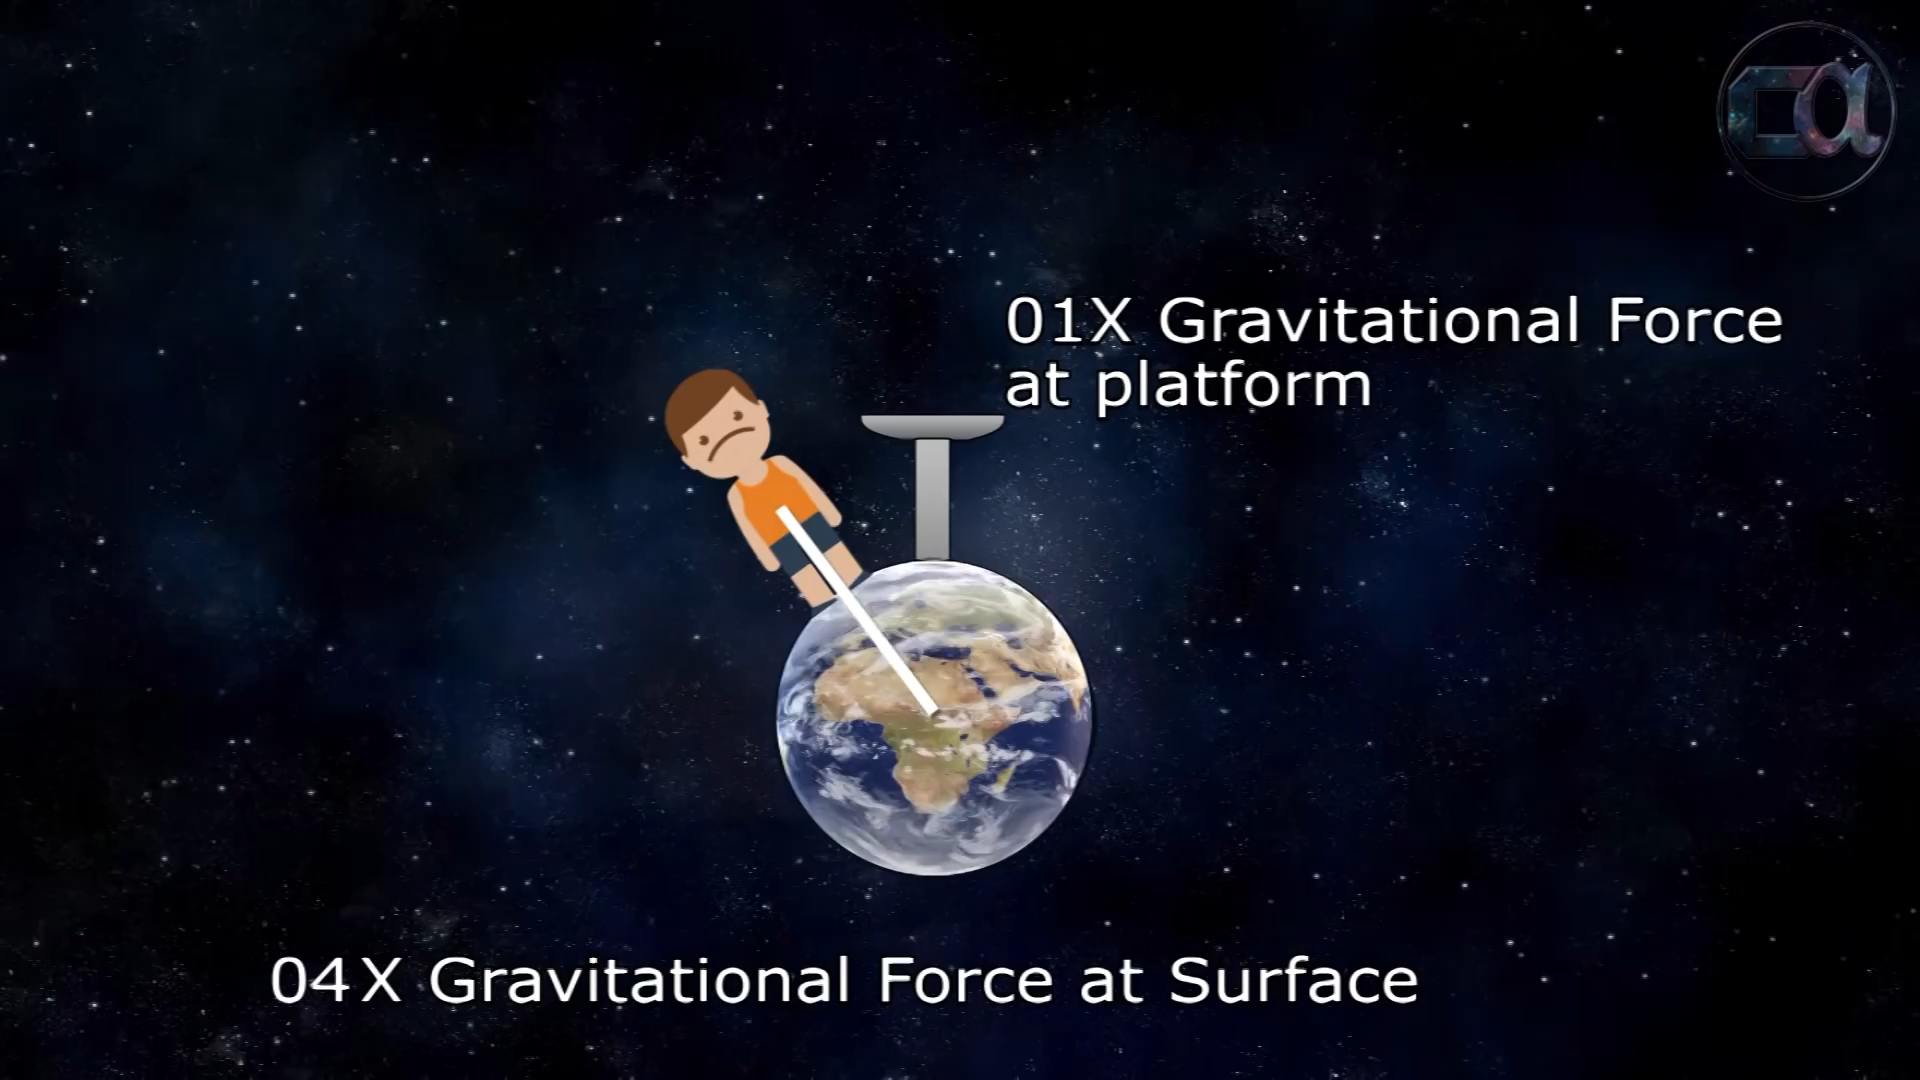 01X Gravitational Force
at platform
04X Gravitational Force at Surface